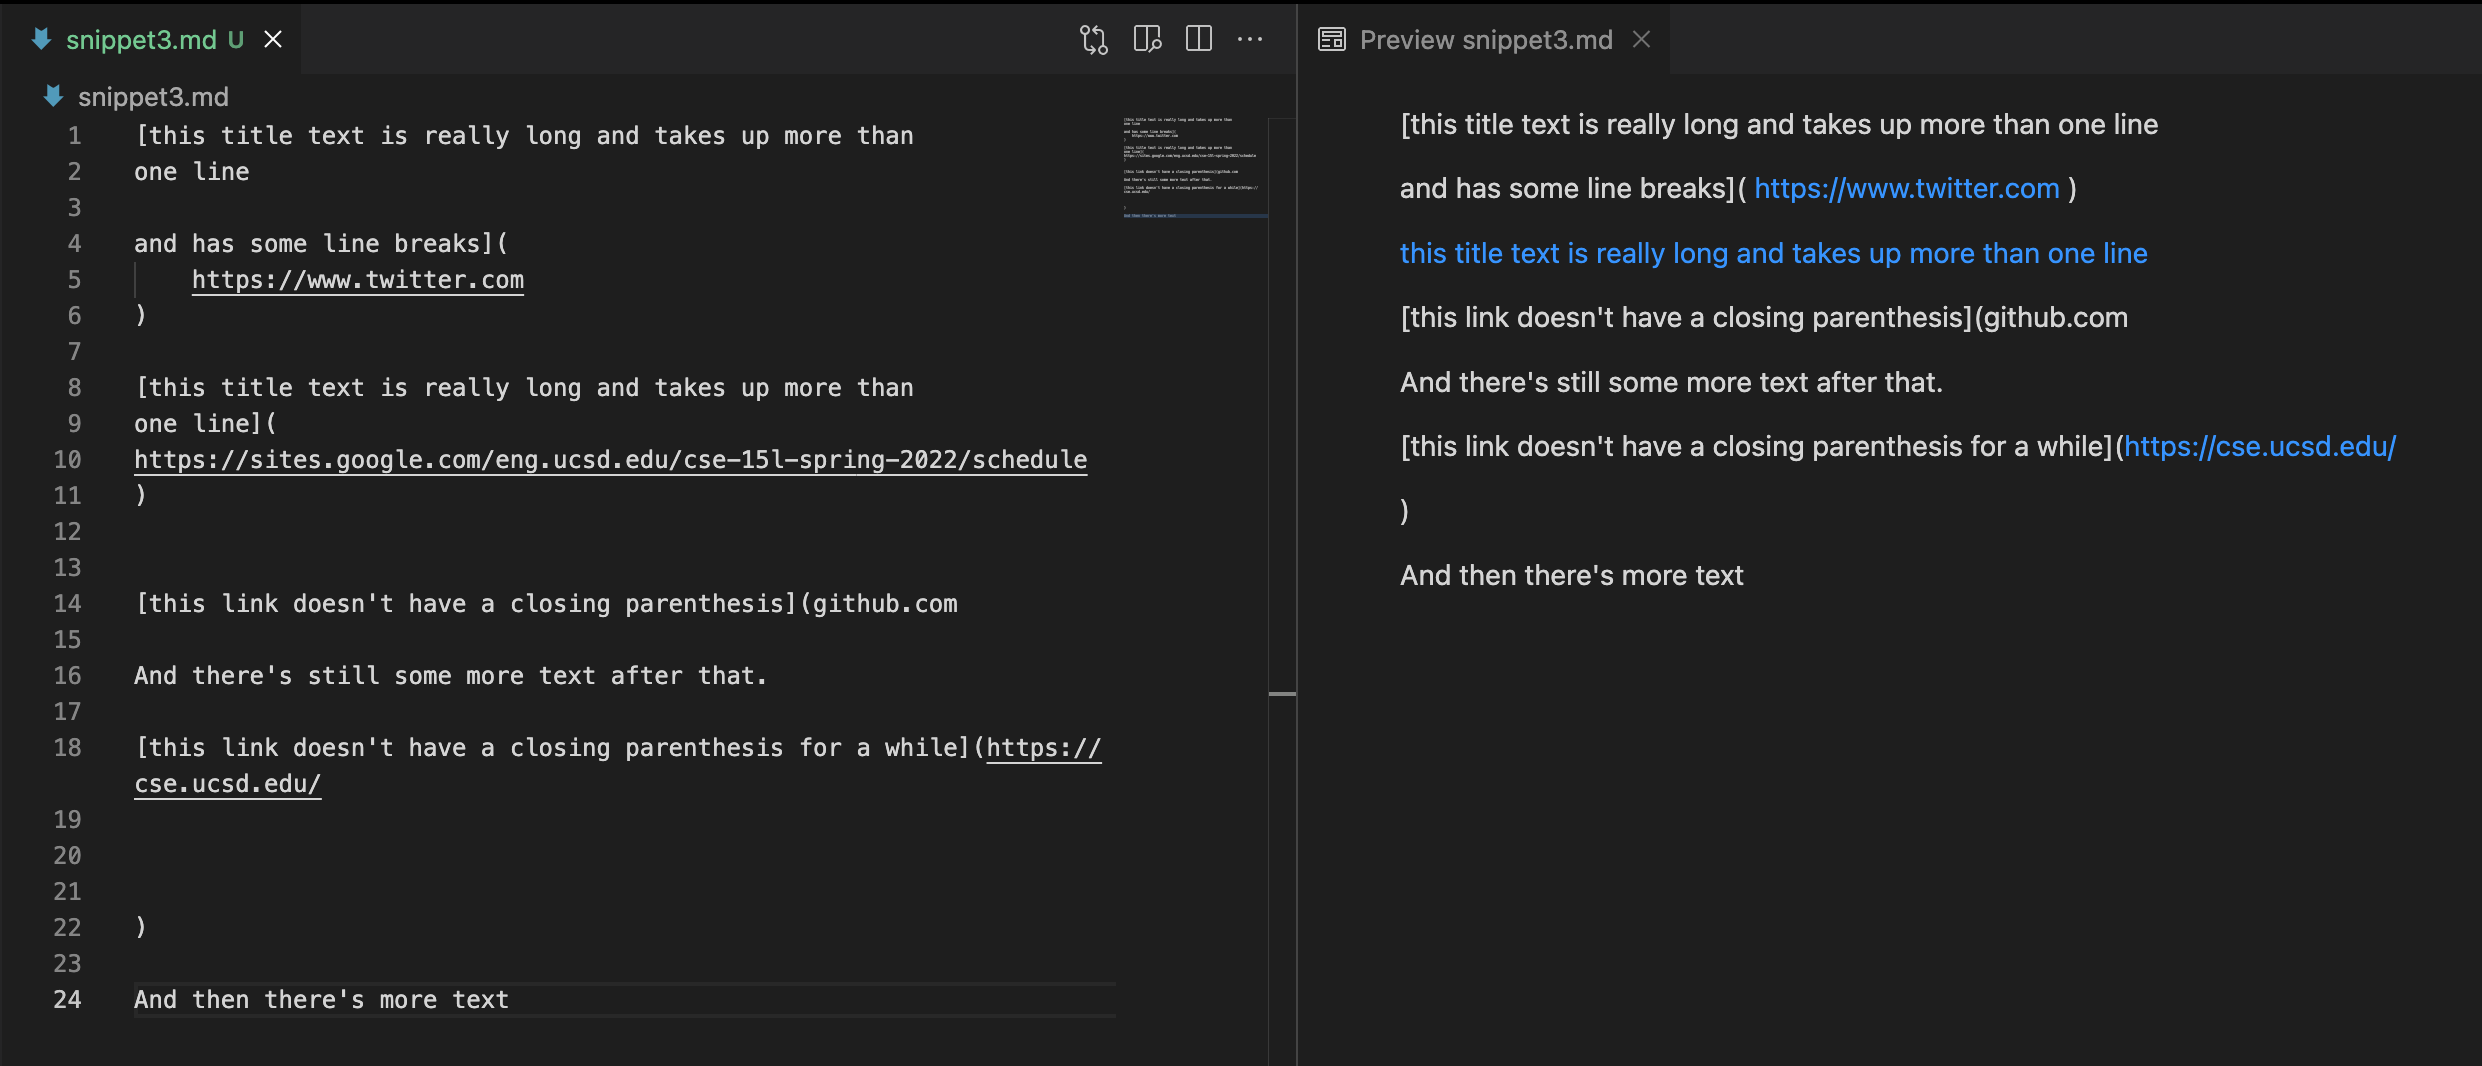 snippet3.md U
snippet3.md
1 [this title text is really long and takes up more than
2 one line
3
4 and has some line breaks](
5     https://www.twitter.com
6 )
7
8 [this title text is really long and takes up more than
9 one line](
10 https://sites.google.com/eng.ucsd.edu/cse-15l-spring-2022/schedule
11 )
12
13
14 [this link doesn't have a closing parenthesis](github.com
15
16 And there's still some more text after that.
17
18 [this link doesn't have a closing parenthesis for a while](https://
cse.ucsd.edu/
19
20
21
22 )
23
24 And then there's more text
Preview snippet3.md
[this title text is really long and takes up more than one line
and has some line breaks]( https://www.twitter.com )
this title text is really long and takes up more than one line
[this link doesn't have a closing parenthesis](github.com
And there's still some more text after that.
[this link doesn't have a closing parenthesis for a while](https://cse.ucsd.edu/
)
And then there's more text